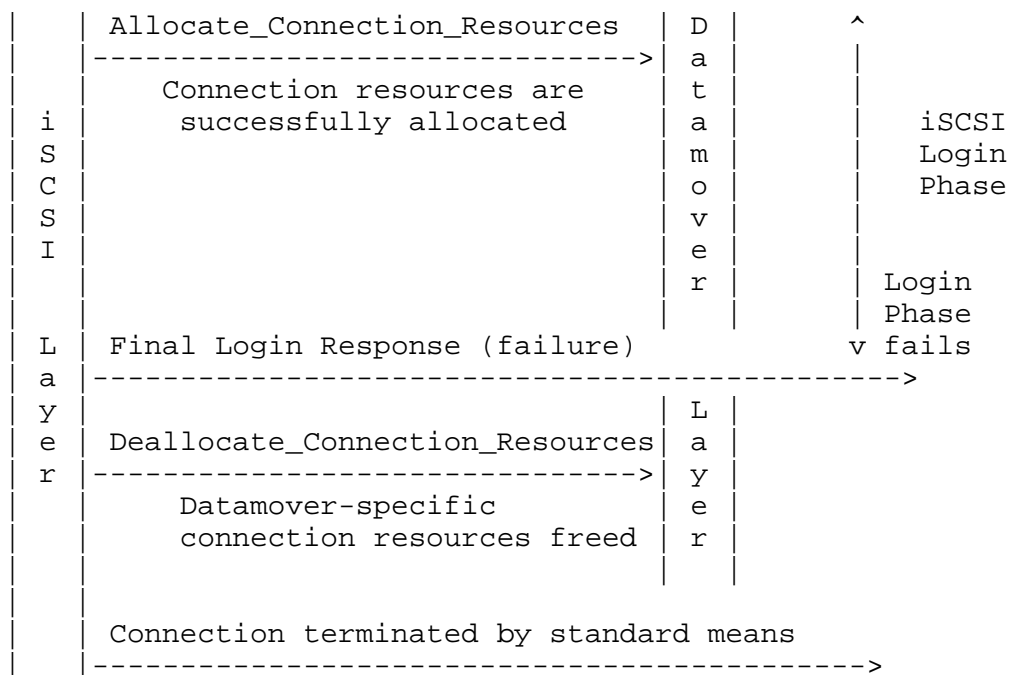 |      | Allocate_Connection_Resources  | D |      ^
|      |------------------------------->| a |      |
|      |    Connection resources are    | t |      |
|  i   |     successfully allocated     | a |      |   iSCSI
|  S   |                                | m |      |   Login
|  C   |                                | o |      |   Phase
|  S   |                                | v |      |
|  I   |                                | e |      |
|      |                                | r |      | Login
|      |                                |   |      | Phase
|  L   | Final Login Response (failure)              v fails
|  a   |--------------------------------------------->
|  y   |                                | L |
|  e   | Deallocate_Connection_Resources| a |
|  r   |------------------------------->| y |
|      |     Datamover-specific         | e |
|      |     connection resources freed | r |
|      |                                |   |
|      |
|      | Connection terminated by standard means
|      |-------------------------------------------->